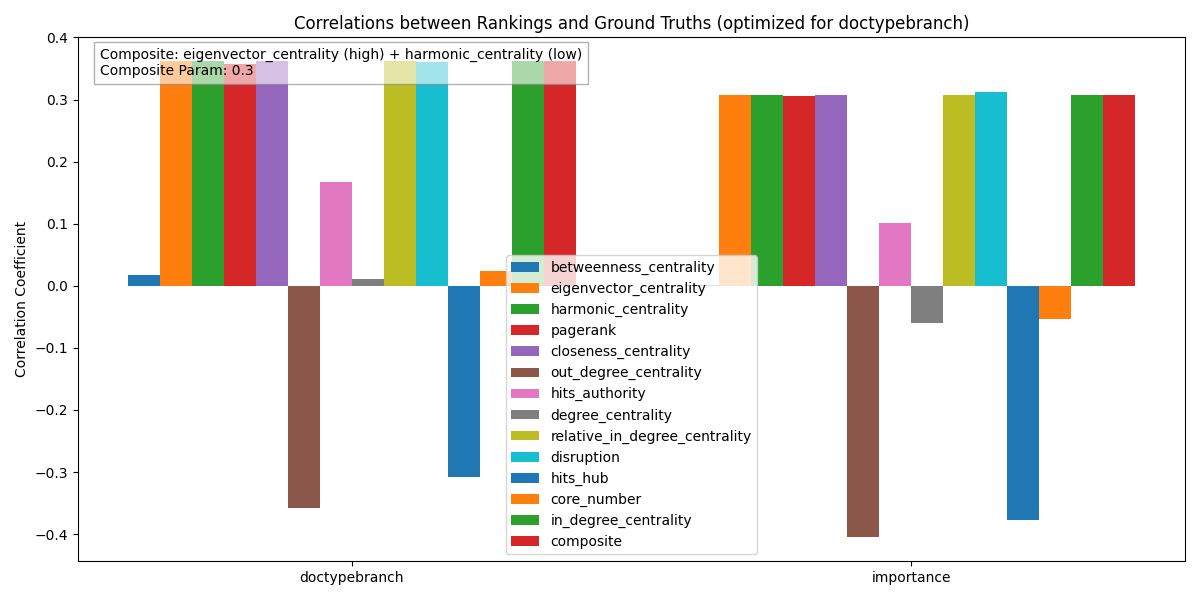 Correlations between Rankings and Ground Truths (optimized for doctypebranch)
Composite: eigenvector_centrality (high) + harmonic_centrality (low)
Composite Param: 0.3
Correlation Coefficient
0.4
0.3
0.2
0.1
0.0
−0.1
−0.2
−0.3
−0.4
betweenness_centrality
eigenvector_centrality
harmonic_centrality
pagerank
closeness_centrality
out_degree_centrality
hits_authority
degree_centrality
relative_in_degree_centrality
disruption
hits_hub
core_number
in_degree_centrality
composite
doctypebranch
importance